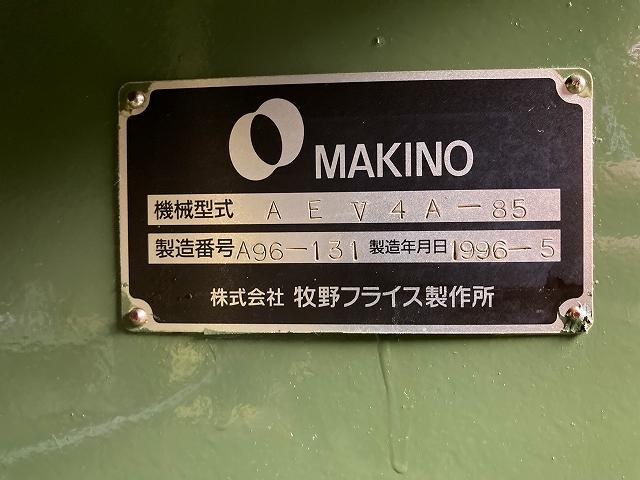 MAKINO
機械型式 AEV4A-85
製造番号 A96-131 製造年月日 1996-5
株式会社 牧野フライス製作所